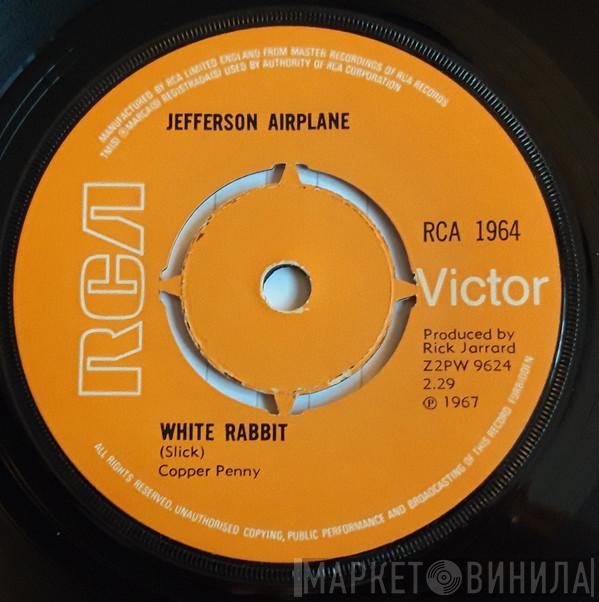 MANUFACTURED BY RCA LIMITED ENGLAND FROM MASTER RECORDINGS OF RCA RECORDS
TM(S) ® MARCA(S) REGISTRADA(S) USED BY AUTHORITY OF RCA CORPORATION
JEFFERSON AIRPLANE
RCA
RCA 1964
Victor
Produced by
Rick Jarrard
Z2PW 9624
2.29
℗ 1967
WHITE RABBIT
(Slick)
Copper Penny
ALL RIGHTS RESERVED, UNAUTHORISED COPYING, PUBLIC PERFORMANCE AND BROADCASTING OF THIS RECORD FORBIDDEN
МАРКЕТ ВИНИЛА